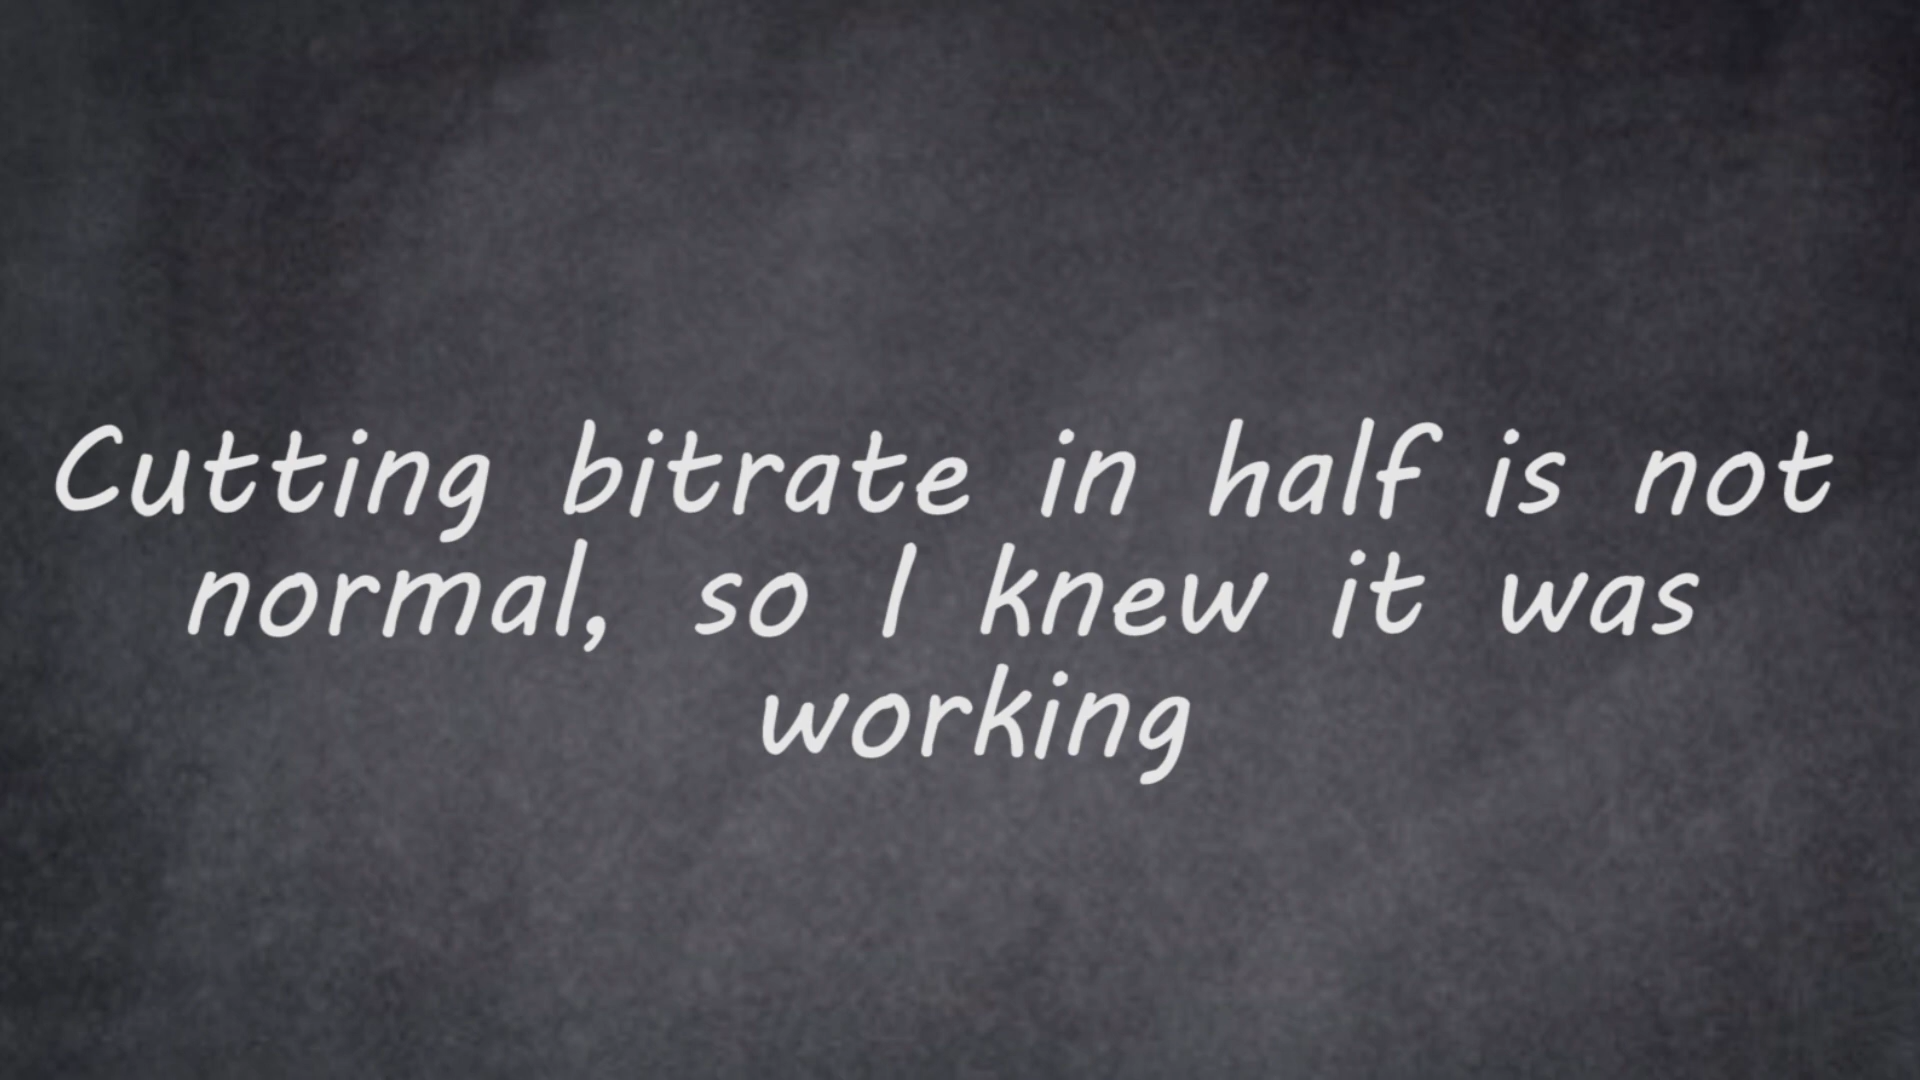 Cutting bitrate in half is not
normal, so I knew it was
working